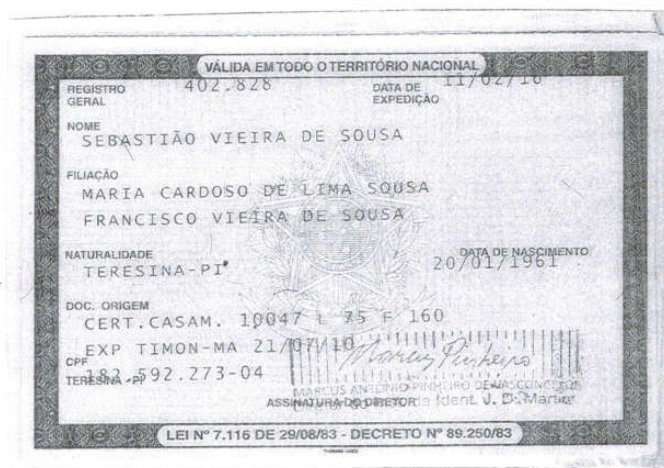 VÁLIDA EM TODO O TERRITÓRIO NACIONAL
REGISTRO GERAL 402.828 DATA DE EXPEDIÇÃO 11/02/16
NOME
SEBASTIÃO VIEIRA DE SOUSA
FILIAÇÃO
MARIA CARDOSO DE LIMA SOUSA
FRANCISCO VIEIRA DE SOUSA
NATURALIDADE DATA DE NASCIMENTO
TERESINA-PI 20/01/1961
DOC. ORIGEM
CERT.CASAM. 10047 L 75 F 160
EXP TIMON-MA 21/07/10
CPF 182.592.273-04
TERESINA -PI
MARCUS ANTONIO PINHEIRO DE VASCONCELOS
ASSINATURA DO DIRETOR Ident. J. D. Martins
LEI Nº 7.116 DE 29/08/83 - DECRETO Nº 89.250/83